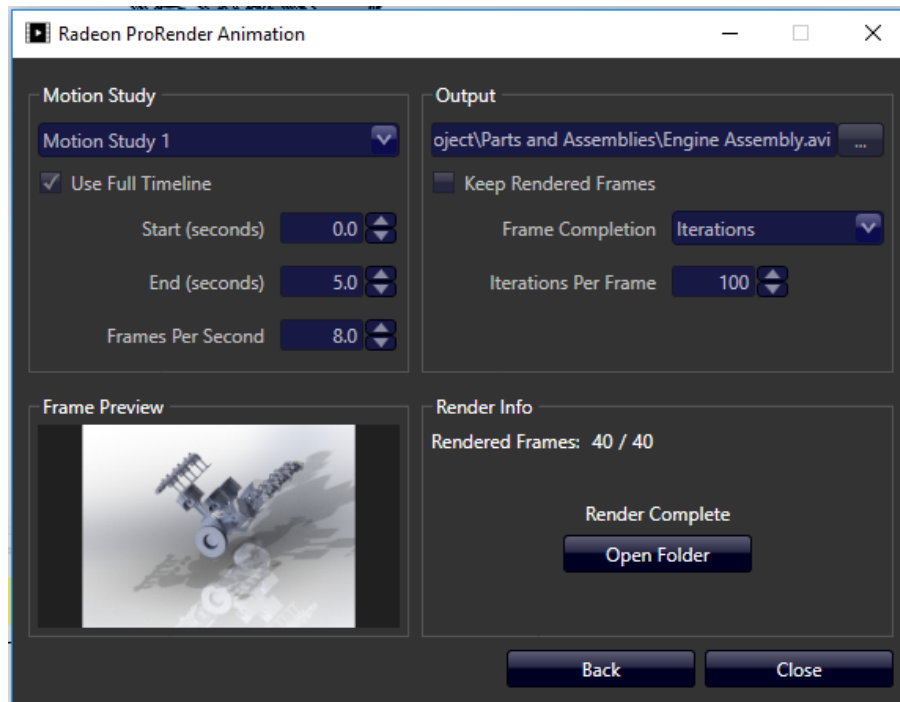 Radeon ProRender Animation
Motion Study
Motion Study 1
Use Full Timeline
Start (seconds) 0.0
End (seconds) 5.0
Frames Per Second 8.0
Output
oject\Parts and Assemblies\Engine Assembly.avi ...
Keep Rendered Frames
Frame Completion Iterations
Iterations Per Frame 100
Frame Preview
Render Info
Rendered Frames: 40 / 40
Render Complete
Open Folder
Back Close